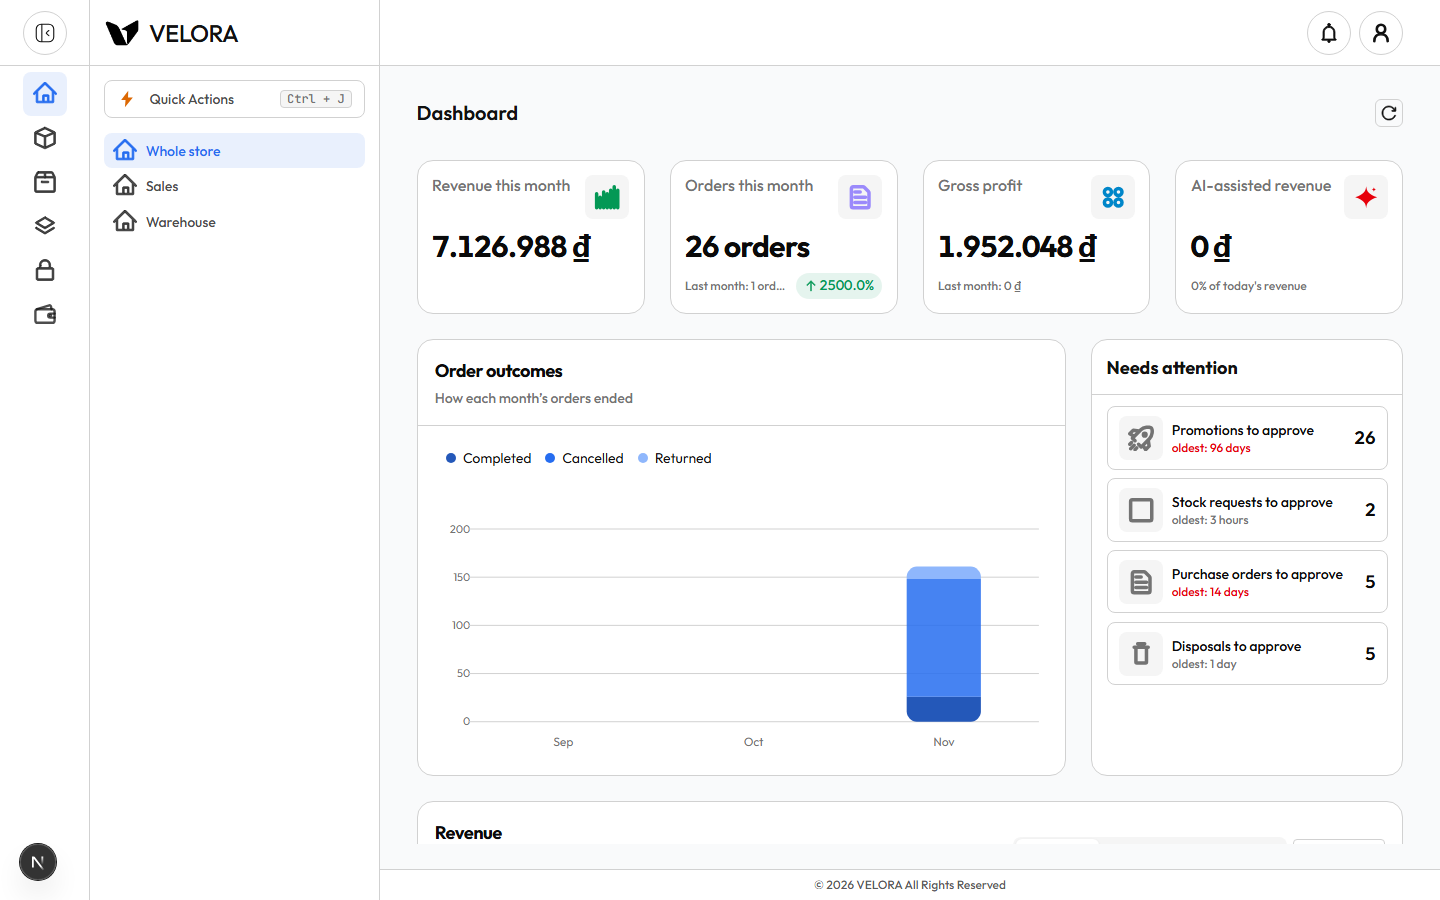 VELORA
Quick Actions
Ctrl + J
Whole store
Sales
Warehouse
N
Dashboard
Revenue this month
7.126.988 ₫
Orders this month
26 orders
Last month: 1 ord...
↑ 2500.0%
Gross profit
1.952.048 ₫
Last month: 0 ₫
AI-assisted revenue
0 ₫
0% of today's revenue
Order outcomes
How each month's orders ended
Completed
Cancelled
Returned
200
150
100
50
0
Sep
Oct
Nov
Needs attention
Promotions to approve
oldest: 96 days
26
Stock requests to approve
oldest: 3 hours
2
Purchase orders to approve
oldest: 14 days
5
Disposals to approve
oldest: 1 day
5
Revenue
© 2026 VELORA All Rights Reserved